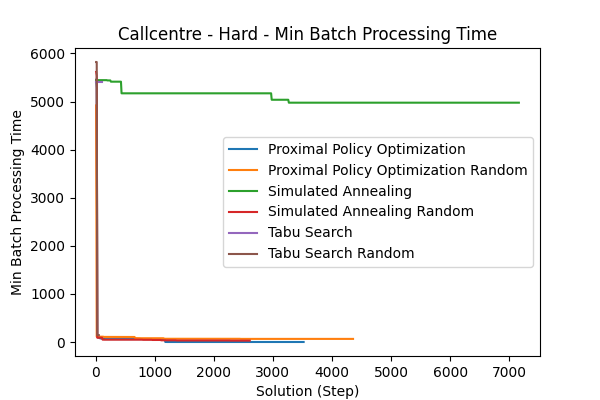 Callcentre - Hard - Min Batch Processing Time
6000
5000
4000
3000
2000
1000
0
Min Batch Processing Time
Proximal Policy Optimization
Proximal Policy Optimization Random
Simulated Annealing
Simulated Annealing Random
Tabu Search
Tabu Search Random
0 1000 2000 3000 4000 5000 6000 7000
Solution (Step)